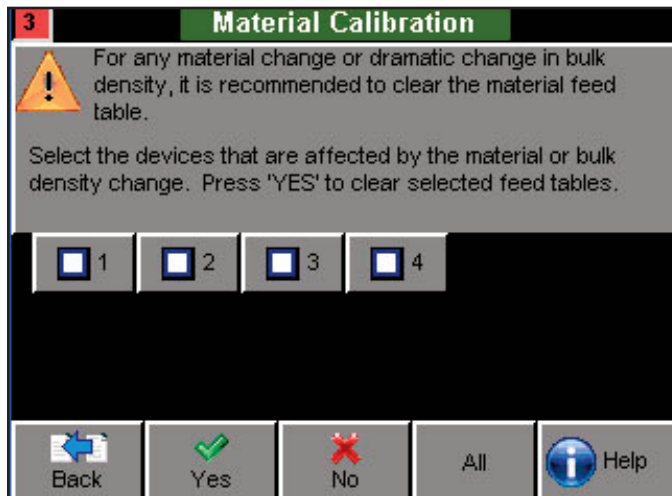 3
Material Calibration
For any material change or dramatic change in bulk
density, it is recommended to clear the material feed
table.
Select the devices that are affected by the material or bulk
density change. Press 'YES' to clear selected feed tables.
1 2 3 4
Back Yes No All Help